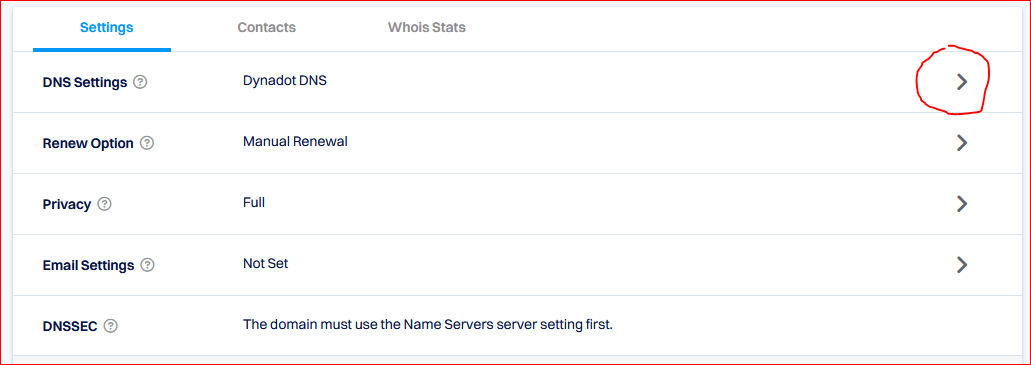 Settings Contacts Whois Stats
DNS Settings ? Dynadot DNS
Renew Option ? Manual Renewal
Privacy ? Full
Email Settings ? Not Set
DNSSEC ? The domain must use the Name Servers server setting first.